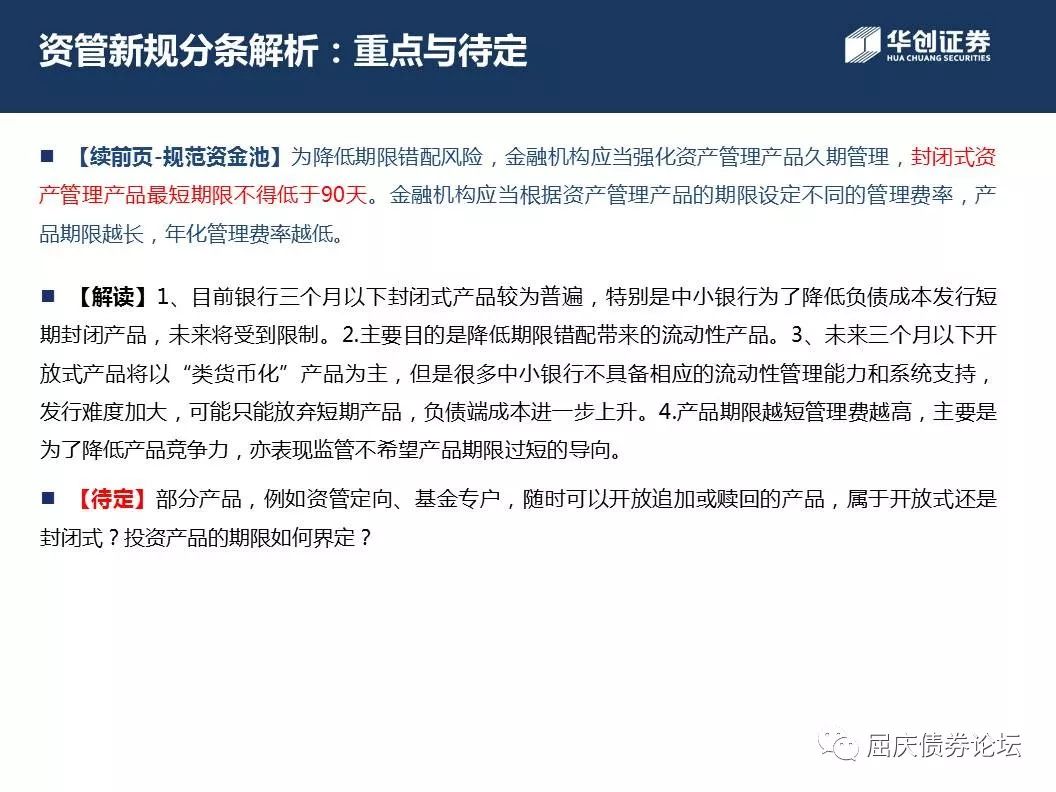 资管新规分条解析：重点与待定
华创证券
HUA CHUANG SECURITIES
■ 【续前页-规范资金池】为降低期限错配风险，金融机构应当强化资产管理产品久期管理，封闭式资
产管理产品最短期限不得低于90天。金融机构应当根据资产管理产品的期限设定不同的管理费率，产
品期限越长，年化管理费率越低。
■ 【解读】1、目前银行三个月以下封闭式产品较为普遍，特别是中小银行为了降低负债成本发行短
期封闭产品，未来将受到限制。2.主要目的是降低期限错配带来的流动性产品。3、未来三个月以下开
放式产品将以“类货币化”产品为主，但是很多中小银行不具备相应的流动性管理能力和系统支持，
发行难度加大，可能只能放弃短期产品，负债端成本进一步上升。4.产品期限越短管理费越高，主要是
为了降低产品竞争力，亦表现监管不希望产品期限过短的导向。
■ 【待定】部分产品，例如资管定向、基金专户，随时可以开放追加或赎回的产品，属于开放式还是
封闭式？投资产品的期限如何界定？
屈庆债券论坛